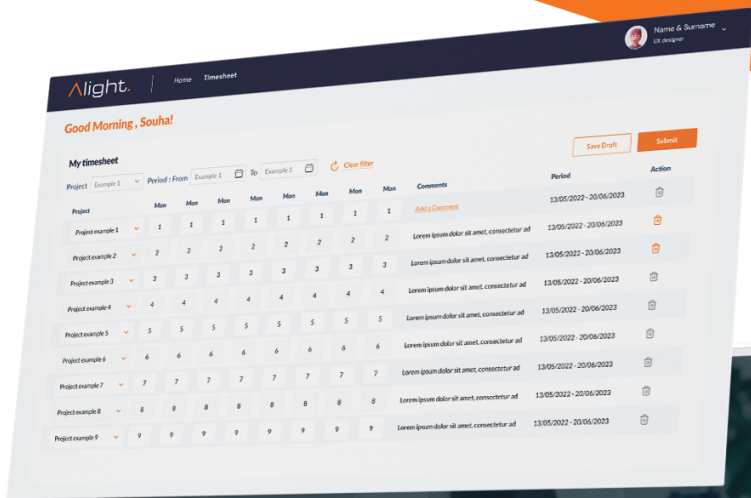 Name & Surname
UX designer
Alight.
Home Timesheet
Good Morning , Souha!
My timesheet
Save Draft Submit
Project Example 1 Period : From Example 1 To Example 1 Clear filter
Project Mon Mon Mon Mon Mon Mon Mon Mon Comments Period Action
Project example 1 1 1 1 1 1 1 1 1 Add a Comment 13/05/2022 - 20/06/2023
Project example 2 2 2 2 2 2 2 2 2 Lorem ipsum dolor sit amet, consectetur ad 13/05/2022 - 20/06/2023
Project example 3 3 3 3 3 3 3 3 3 Lorem ipsum dolor sit amet, consectetur ad 13/05/2022 - 20/06/2023
Project example 4 4 4 4 4 4 4 4 4 Lorem ipsum dolor sit amet, consectetur ad 13/05/2022 - 20/06/2023
Project example 5 5 5 5 5 5 5 5 5 Lorem ipsum dolor sit amet, consectetur ad 13/05/2022 - 20/06/2023
Project example 6 6 6 6 6 6 6 6 6 Lorem ipsum dolor sit amet, consectetur ad 13/05/2022 - 20/06/2023
Project example 7 7 7 7 7 7 7 7 7 Lorem ipsum dolor sit amet, consectetur ad 13/05/2022 - 20/06/2023
Project example 8 8 8 8 8 8 8 8 8 Lorem ipsum dolor sit amet, consectetur ad 13/05/2022 - 20/06/2023
Project example 9 9 9 9 9 9 9 9 9 Lorem ipsum dolor sit amet, consectetur ad 13/05/2022 - 20/06/2023